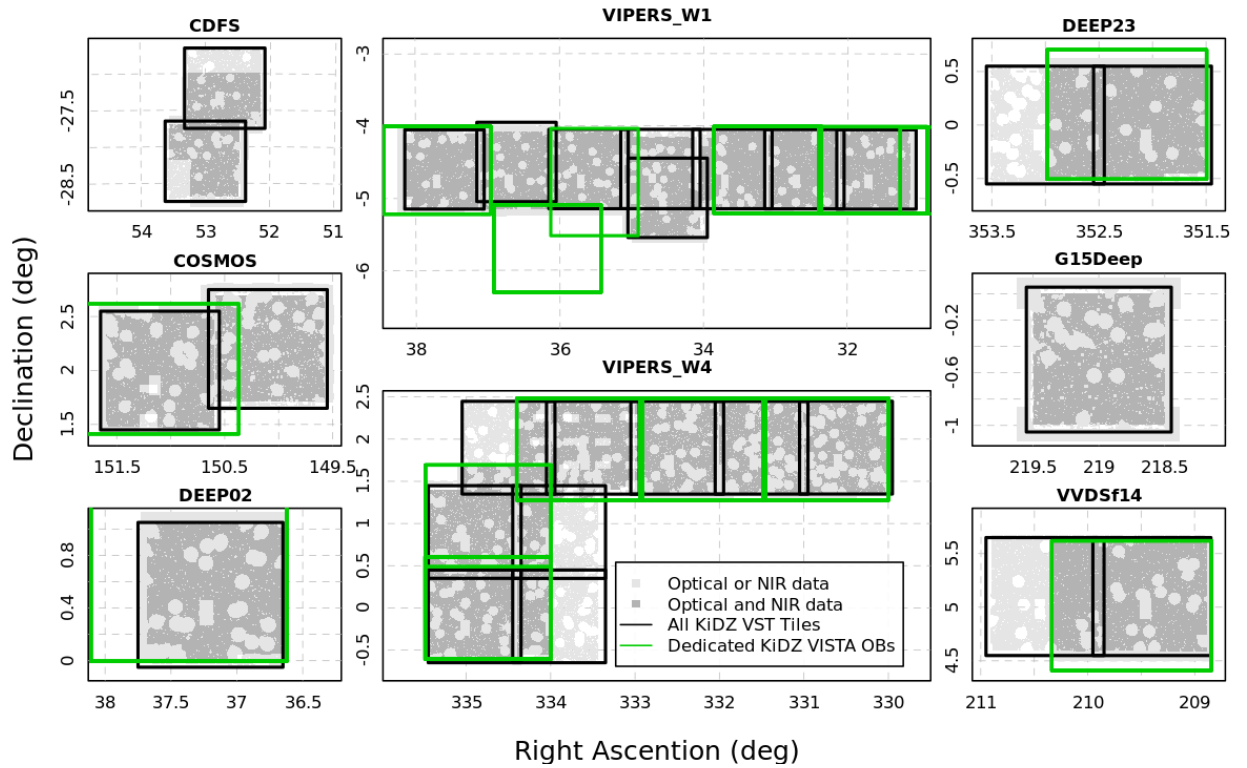 CDFS
-27.5
-28.5
54 53 52 51
VIPERS_W1
-3
-4
-5
-6
38 36 34 32
DEEP23
0.5
0
-0.5
353.5 352.5 351.5
COSMOS
2.5
2
1.5
151.5 150.5 149.5
G15Deep
-0.2
-0.6
-1
219.5 219 218.5
VIPERS_W4
2.5
2
1.5
1
0.5
0
-0.5
335 334 333 332 331 330
Optical or NIR data
Optical and NIR data
All KiDZ VST Tiles
Dedicated KiDZ VISTA OBs
DEEP02
0.8
0.4
0
38 37.5 37 36.5
VVDSf14
5.5
5
4.5
211 210 209
Declination (deg)
Right Ascension (deg)